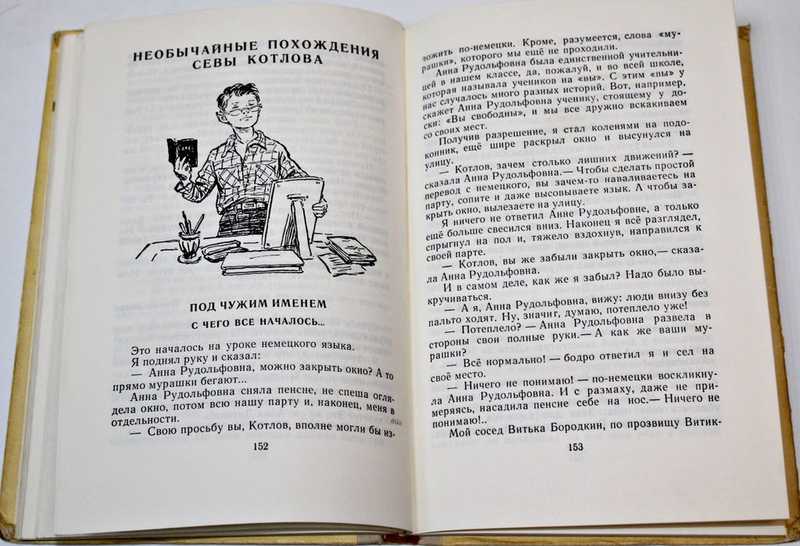 НЕОБЫЧАЙНЫЕ ПОХОЖДЕНИЯ
СЕВЫ КОТЛОВА
ПОД ЧУЖИМ ИМЕНЕМ
С ЧЕГО ВСЕ НАЧАЛОСЬ...
Это началось на уроке немецкого языка.
Я поднял руку и сказал:
— Анна Рудольфовна, можно закрыть окно? А то
прямо мурашки бегают...
Анна Рудольфовна сняла пенсне, не спеша огля-
дела окно, потом всю нашу парту и, наконец, меня в
отдельности.
— Свою просьбу вы, Котлов, вполне могли бы из-
152
ложить по-немецки. Кроме, разумеется, слова «му-
рашки», которого мы ещё не проходили.
Анна Рудольфовна была единственной учительни-
цей в нашем классе, да, пожалуй, и во всей школе,
которая называла учеников на «вы». С этим «вы» у
нас случалось много разных историй. Вот, например,
скажет Анна Рудольфовна ученику, стоящему у до-
ски: «Вы свободны», и мы все дружно вскакиваем
со своих мест.
Получив разрешение, я стал коленями на подо-
конник, ещё шире раскрыл окно и высунулся на
улицу.
— Котлов, зачем столько лишних движений? —
сказала Анна Рудольфовна.— Чтобы сделать простой
перевод с немецкого, вы зачем-то наваливаетесь на
парту, сопите и даже высовываете язык. А чтобы за-
крыть окно, вылезаете на улицу.
Я ничего не ответил Анне Рудольфовне, а только
ещё больше свесился вниз. Наконец я всё разглядел,
спрыгнул на пол и, тяжело вздохнув, направился к
своей парте.
— Котлов, вы же забыли закрыть окно,— сказа-
ла Анна Рудольфовна.
И в самом деле, как же я забыл? Надо было вы-
кручиваться.
— А я, Анна Рудольфовна, вижу: люди внизу без
пальто ходят. Ну, значит, думаю, потеплело уже!
— Потеплело? — Анна Рудольфовна развела в
стороны свои полные руки.— А как же ваши му-
рашки?
— Всё нормально! — бодро ответил я и сел на
своё место.
— Ничего не понимаю! — по-немецки воскликну-
ла Анна Рудольфовна. И с размаху, даже не при-
меряясь, насадила пенсне себе на нос.— Ничего не
понимаю!..
Мой сосед Витька Бородкин, по прозвищу Витик-
153